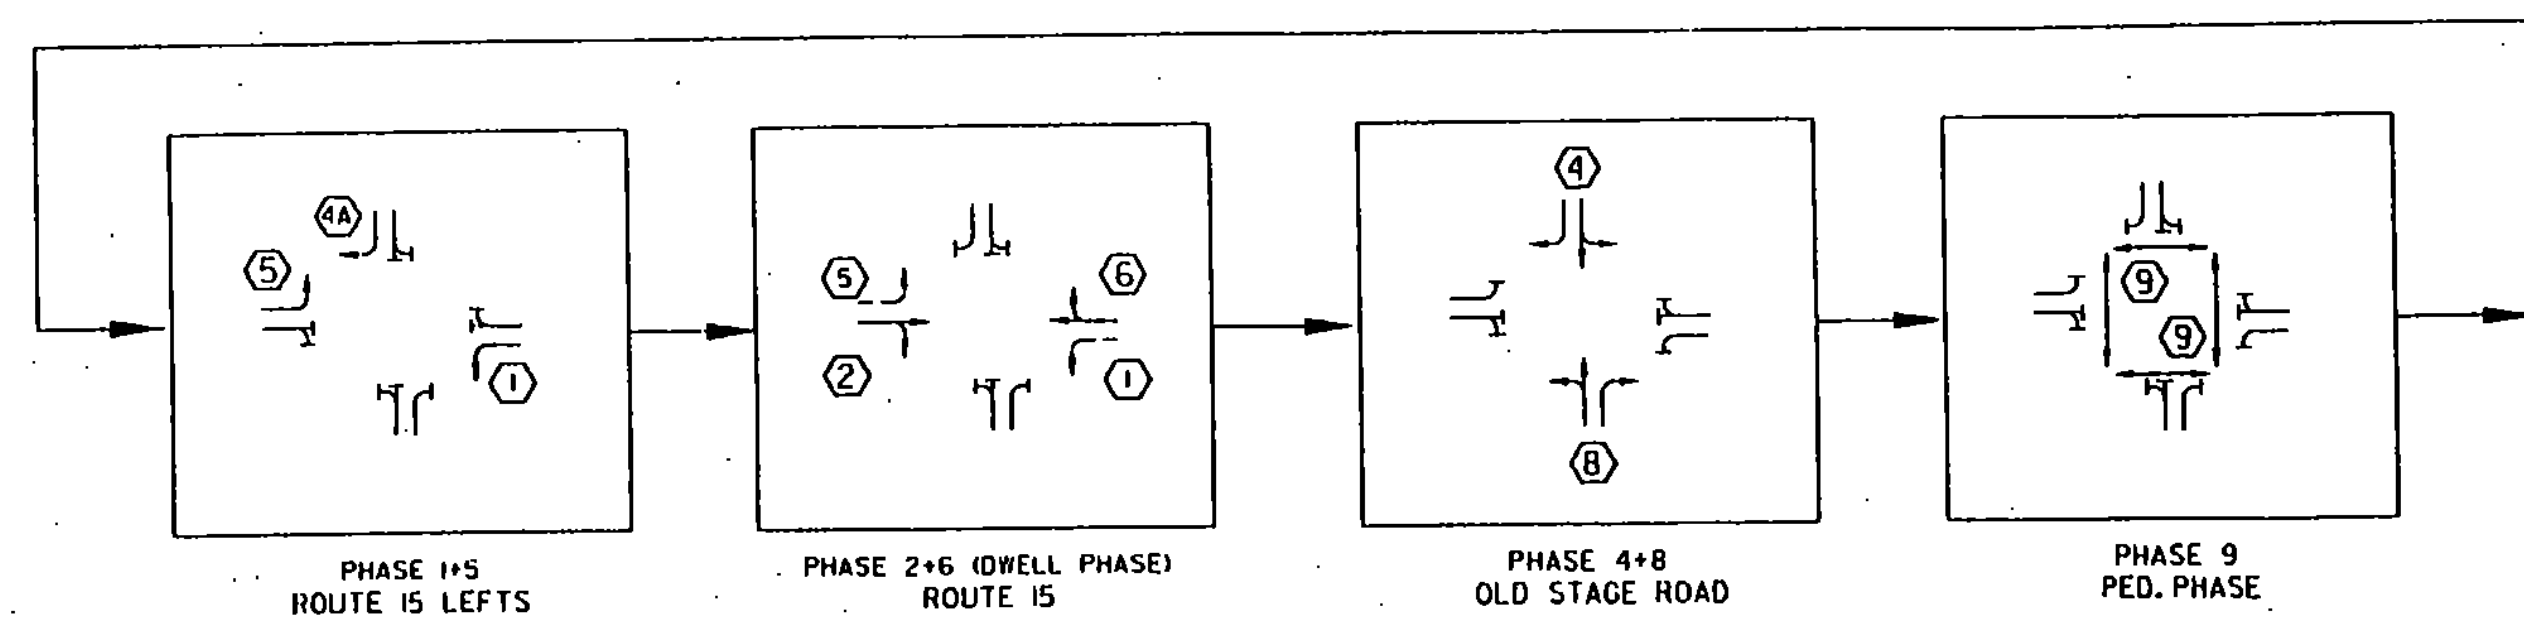 4A
5
1
PHASE 1+5
ROUTE 15 LEFTS
5
6
2
1
PHASE 2+6 (DWELL PHASE)
ROUTE 15
4
8
PHASE 4+8
OLD STAGE ROAD
9
9
PHASE 9
PED. PHASE